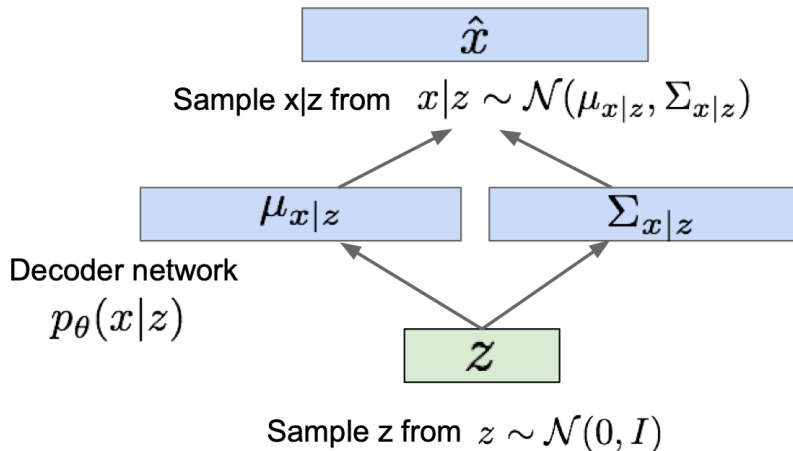 x̂
Sample x|z from x|z ∼ 𝒩(μ_{x|z}, Σ_{x|z})
μ_{x|z} Σ_{x|z}
Decoder network
p_θ(x|z)
z
Sample z from z ∼ 𝒩(0, I)